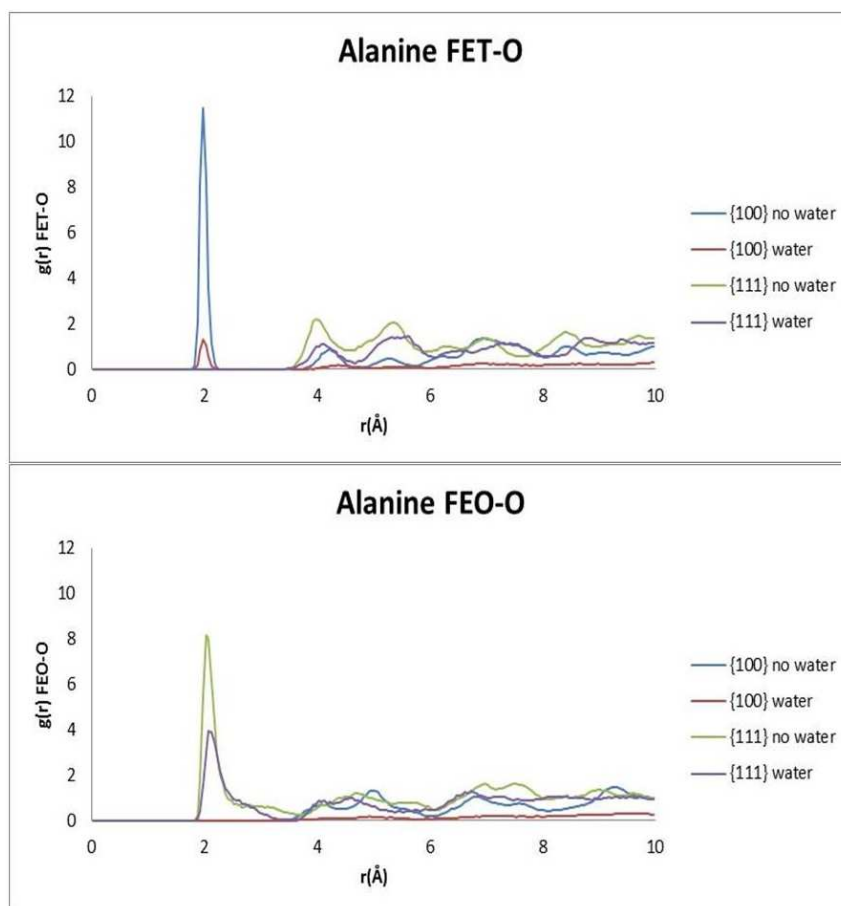 Alanine FET-O
12
10
8
6
4
2
0
g(r) FET-O
0 2 4 6 8 10
r(Å)
{100} no water
{100} water
{111} no water
{111} water
Alanine FEO-O
12
10
8
6
4
2
0
g(r) FEO-O
0 2 4 6 8 10
r(Å)
{100} no water
{100} water
{111} no water
{111} water